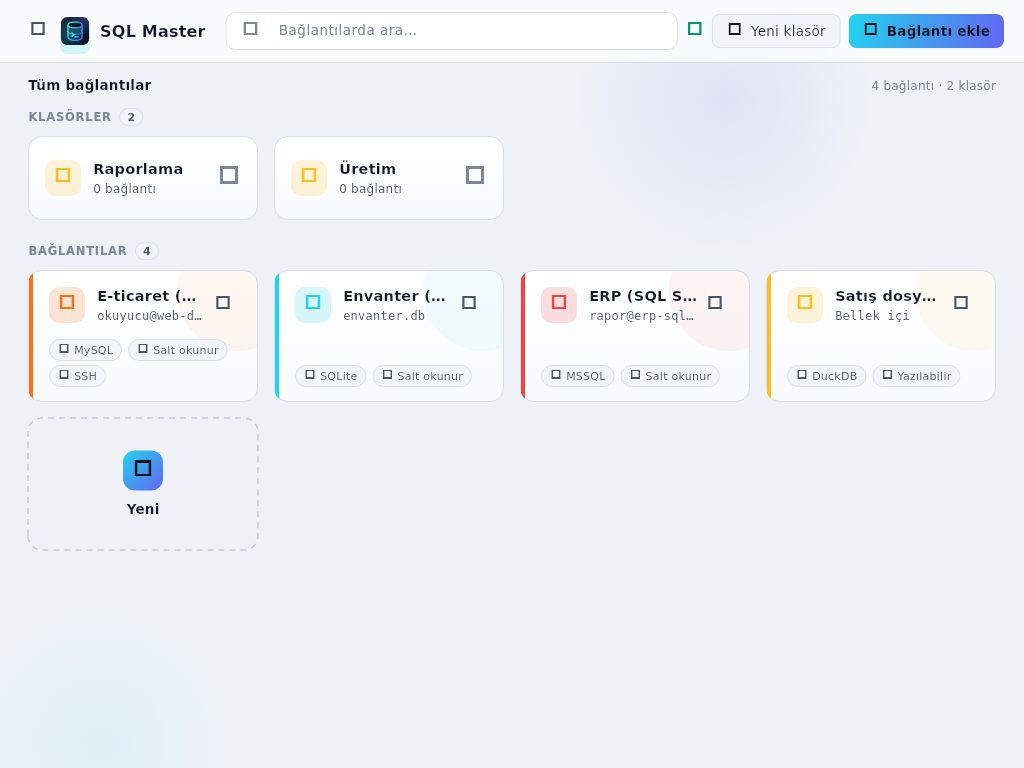 SQL Master
Bağlantılarda ara...
Yeni klasör
Bağlantı ekle
Tüm bağlantılar
4 bağlantı · 2 klasör
KLASÖRLER 2
Raporlama
0 bağlantı
Üretim
0 bağlantı
BAĞLANTILAR 4
E-ticaret (...
okuyucu@web-d…
MySQL
Salt okunur
SSH
Envanter (...
envanter.db
SQLite
Salt okunur
ERP (SQL S...
rapor@erp-sql…
MSSQL
Salt okunur
Satış dosy...
Bellek içi
DuckDB
Yazılabilir
Yeni